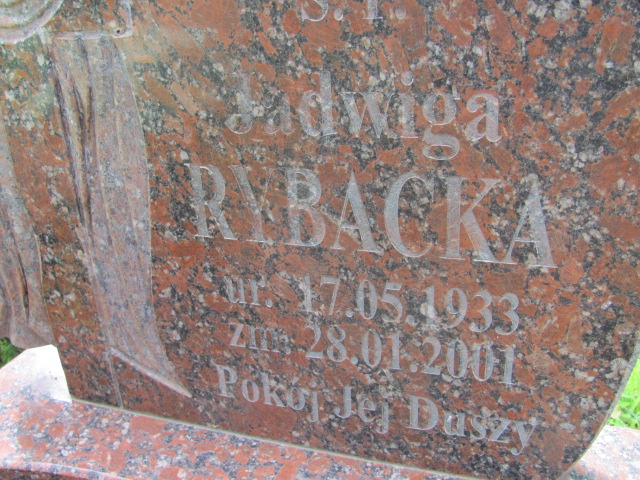 Ś.P.
Jadwiga
RYBACKA
ur. 17.05.1933
zm. 28.01.2001
Pokój Jej Duszy